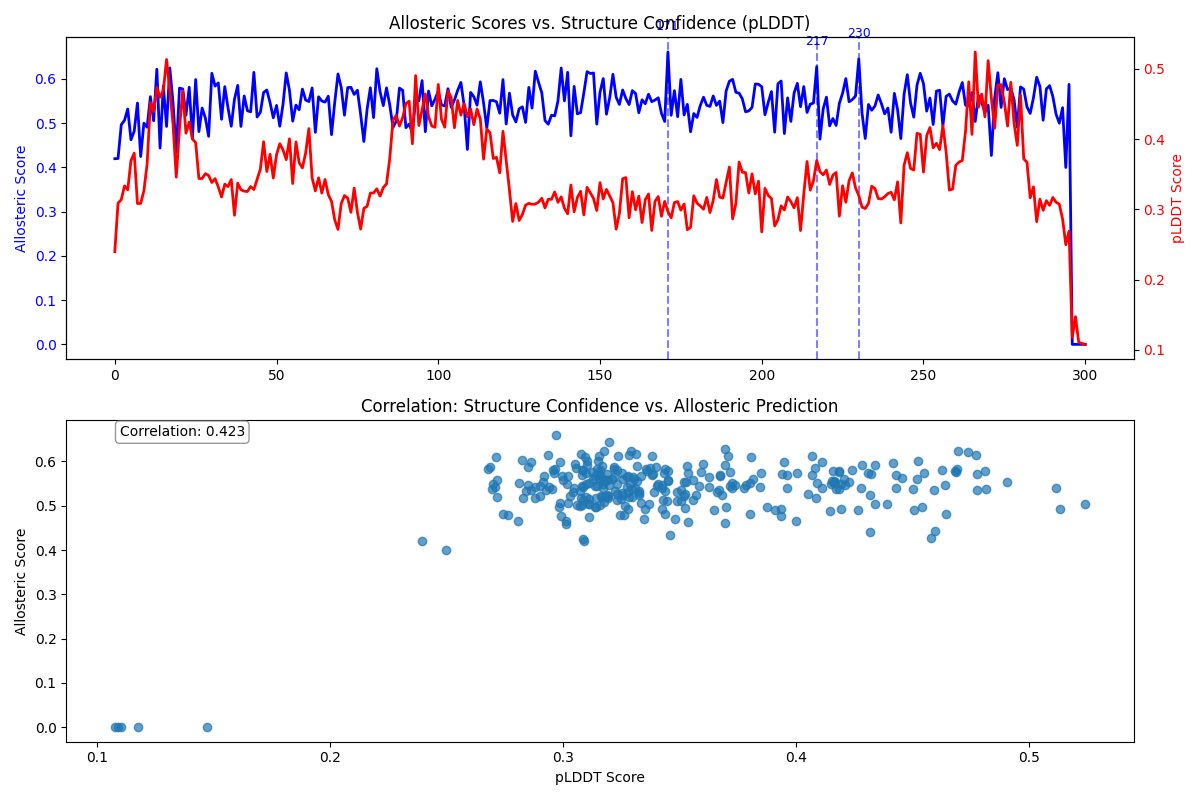 Allosteric Scores vs. Structure Confidence (pLDDT)
171
217
230
Allosteric Score
0.6
0.5
0.4
0.3
0.2
0.1
0.0
0.5
0.4
0.3
0.2
0.1
pLDDT Score
0 50 100 150 200 250 300
Correlation: Structure Confidence vs. Allosteric Prediction
Correlation: 0.423
Allosteric Score
0.6
0.5
0.4
0.3
0.2
0.1
0.0
0.1 0.2 0.3 0.4 0.5
pLDDT Score